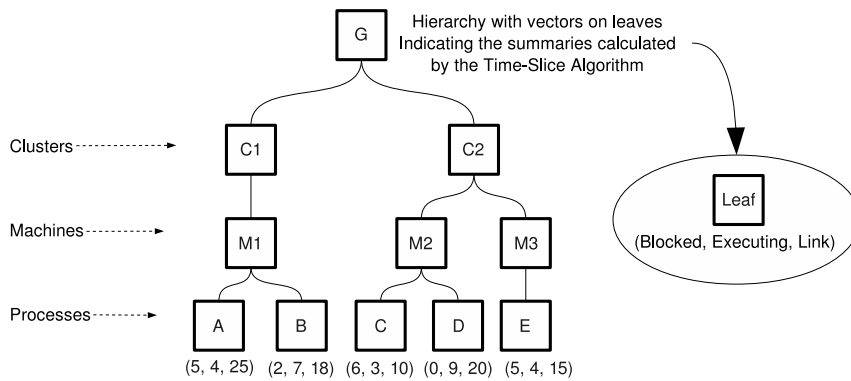 G
Hierarchy with vectors on leaves
Indicating the summaries calculated
by the Time-Slice Algorithm
Clusters
C1
C2
Leaf
(Blocked, Executing, Link)
Machines
M1
M2
M3
Processes
A
B
C
D
E
(5, 4, 25)
(2, 7, 18)
(6, 3, 10)
(0, 9, 20)
(5, 4, 15)